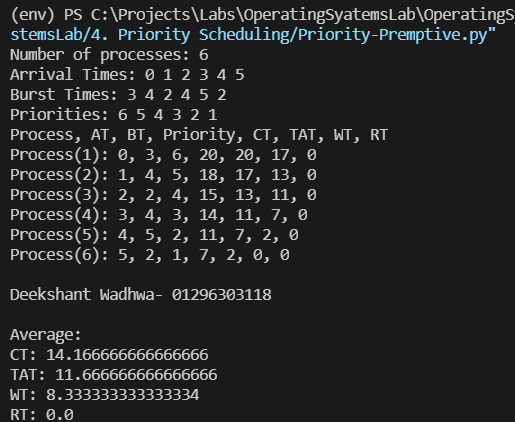 (env) PS C:\Projects\Labs\OperatingSyatemsLab\OperatingSy
stemsLab/4. Priority Scheduling/Priority-Premptive.py"
Number of processes: 6
Arrival Times: 0 1 2 3 4 5
Burst Times: 3 4 2 4 5 2
Priorities: 6 5 4 3 2 1
Process, AT, BT, Priority, CT, TAT, WT, RT
Process(1): 0, 3, 6, 20, 20, 17, 0
Process(2): 1, 4, 5, 18, 17, 13, 0
Process(3): 2, 2, 4, 15, 13, 11, 0
Process(4): 3, 4, 3, 14, 11, 7, 0
Process(5): 4, 5, 2, 11, 7, 2, 0
Process(6): 5, 2, 1, 7, 2, 0, 0
Deekshant Wadhwa- 01296303118
Average:
CT: 14.166666666666666
TAT: 11.666666666666666
WT: 8.333333333333334
RT: 0.0